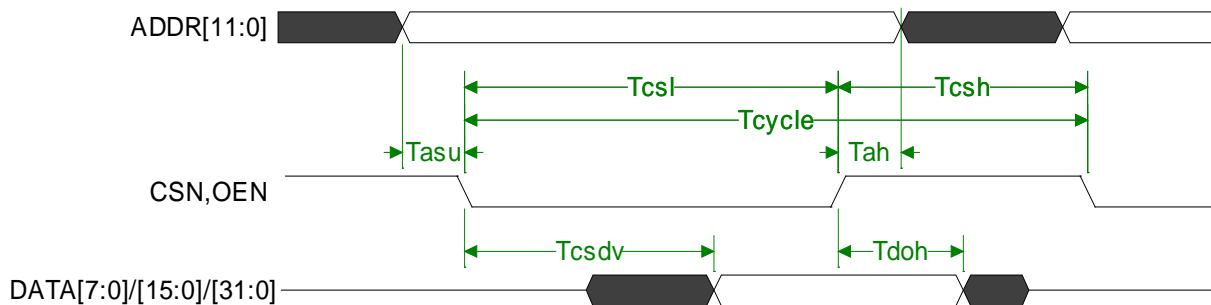 ADDR[11:0]
Tcsl
Tcsh
Tcycle
Tasu
Tah
CSN,OEN
Tcsdv
Tdoh
DATA[7:0]/[15:0]/[31:0]